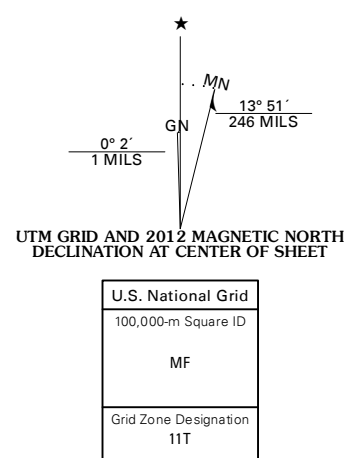 MN
GN
13° 51´
246 MILS
0° 2´
1 MILS
UTM GRID AND 2012 MAGNETIC NORTH
DECLINATION AT CENTER OF SHEET
U.S. National Grid
100,000-m Square ID
MF
Grid Zone Designation
11T